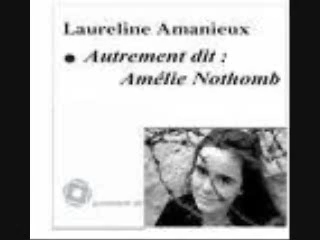 Laureline Amanieux
● Autrement dit :
Amélie Nothomb